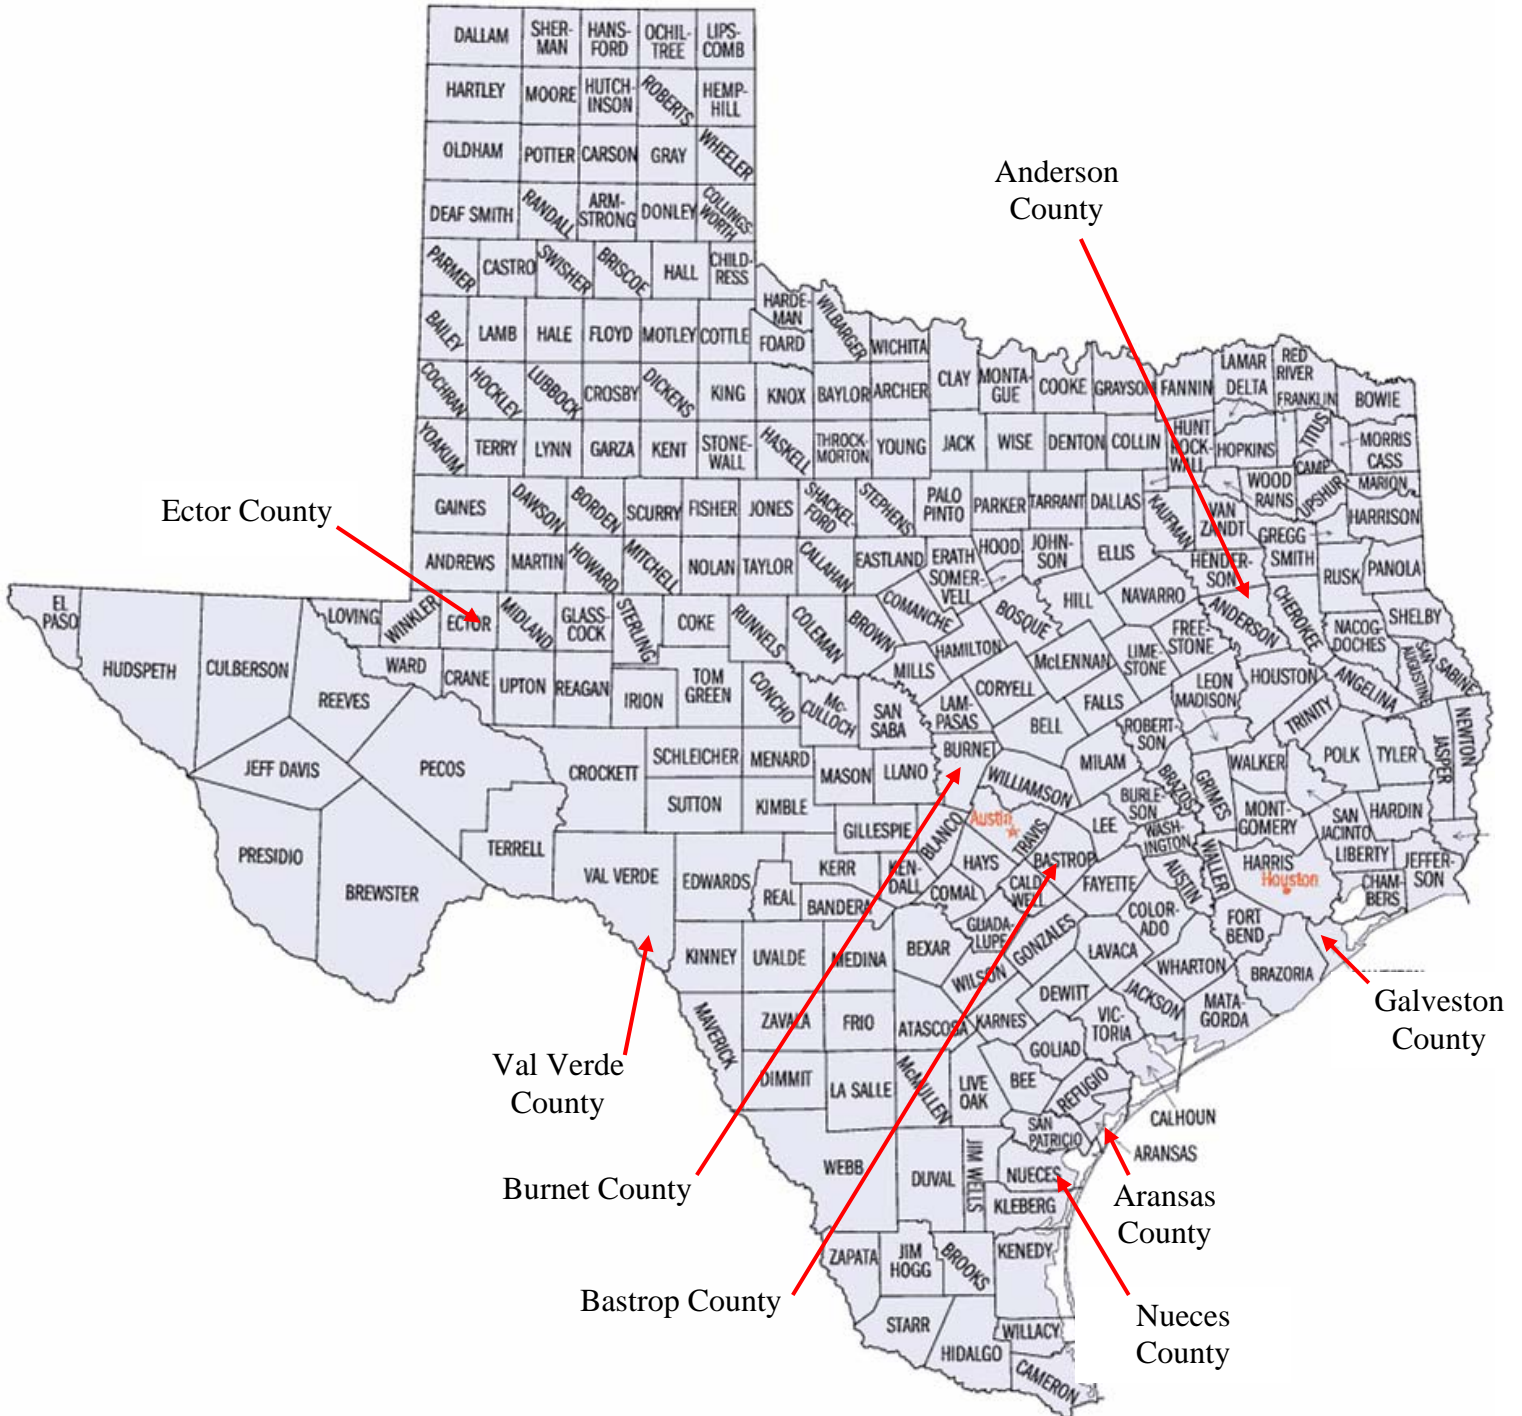 DALLAM
SHER-
MAN
HANS-
FORD
OCHIL-
TREE
LIPS-
COMB
HARTLEY
MOORE
HUTCH-
INSON
ROBERTS
HEMP-
HILL
OLDHAM
POTTER
CARSON
GRAY
WHEELER
DEAF SMITH
RANDALL
ARM-
STRONG
DONLEY
COLLINGS-
WORTH
Anderson
County
PARMER
CASTRO
SWISHER
BRISCOE
HALL
CHILD-
RESS
HARDE-
MAN
BAILEY
LAMB
HALE
FLOYD
MOTLEY
COTTLE
FOARD
WILBARGER
WICHITA
COCHRAN
HOCKLEY
LUBBOCK
CROSBY
DICKENS
KING
KNOX
BAYLOR
ARCHER
CLAY
MONTA-
GUE
COOKE
GRAYSON
FANNIN
LAMAR
DELTA
RED
RIVER
FRANKLIN
BOWIE
YOAKUM
TERRY
LYNN
GARZA
KENT
STONE-
WALL
HASKELL
THROCK-
MORTON
YOUNG
JACK
WISE
DENTON
COLLIN
HUNT
ROCK-
WALL
HOPKINS
TITUS
MORRIS
CASS
CAMP
WOOD
RAINS
UPSHUR
MARION
Ector County
GAINES
DAWSON
BORDEN
SCURRY
FISHER
JONES
SHACKEL-
FORD
STEPHENS
PALO
PINTO
PARKER
TARRANT
DALLAS
KAUFMAN
VAN
ZANDT
GREGG
SMITH
HARRISON
ANDREWS
MARTIN
HOWARD
MITCHELL
NOLAN
TAYLOR
CALLAHAN
EASTLAND
ERATH
SOMER-
VELL
HOOD
JOHN-
SON
ELLIS
HENDER-
SON
RUSK
PANOLA
EL
PASO
HUDSPETH
CULBERSON
LOVING
WINKLER
ECTOR
MIDLAND
GLASS-
COCK
STERLING
COKE
RUNNELS
COLEMAN
BROWN
COMANCHE
BOSQUE
HILL
NAVARRO
ANDERSON
CHEROKEE
NACOG-
DOCHES
SHELBY
REEVES
WARD
CRANE
UPTON
REAGAN
IRION
TOM
GREEN
CONCHO
Mc-
CULLOCH
SAN
SABA
MILLS
HAMILTON
LAM-
PASAS
CORYELL
McLENNAN
LIME-
STONE
FREE-
STONE
FALLS
BELL
LEON
MADISON
HOUSTON
TRINITY
ANGELINA
SAN
AUGUSTINE
SABINE
JEFF DAVIS
PECOS
CROCKETT
SCHLEICHER
MENARD
MASON
LLANO
BURNET
WILLIAMSON
MILAM
ROBERT-
SON
BRAZOS
GRIMES
WALKER
POLK
TYLER
JASPER
NEWTON
PRESIDIO
BREWSTER
TERRELL
VAL VERDE
SUTTON
KIMBLE
GILLESPIE
BLANCO
Austin
TRAVIS
LEE
BURLE-
SON
WASH-
INGTON
MONT-
GOMERY
SAN
JACINTO
HARDIN
LIBERTY
JEFFER-
SON
EDWARDS
REAL
KERR
BANDERA
KEN-
DALL
HAYS
COMAL
CALD-
WELL
BASTROP
FAYETTE
AUSTIN
WALLER
HARRIS
Houston
CHAM-
BERS
KINNEY
UVALDE
MEDINA
BEXAR
GUADA-
LUPE
GONZALES
LAVACA
COLOR-
ADO
FORT
BEND
WHARTON
BRAZORIA
WILSON
MAVERICK
ZAVALA
FRIO
ATASCOSA
KARNES
DEWITT
JACKSON
MATA-
GORDA
VIC-
TORIA
GOLIAD
Galveston
County
Val Verde
County
DIMMIT
LA SALLE
McMULLEN
LIVE
OAK
BEE
REFUGIO
CALHOUN
SAN
PATRICIO
ARANSAS
WEBB
DUVAL
JIM WELLS
NUECES
KLEBERG
Burnet County
Aransas
County
ZAPATA
JIM
HOGG
BROOKS
KENEDY
Bastrop County
Nueces
County
STARR
HIDALGO
WILLACY
CAMERON